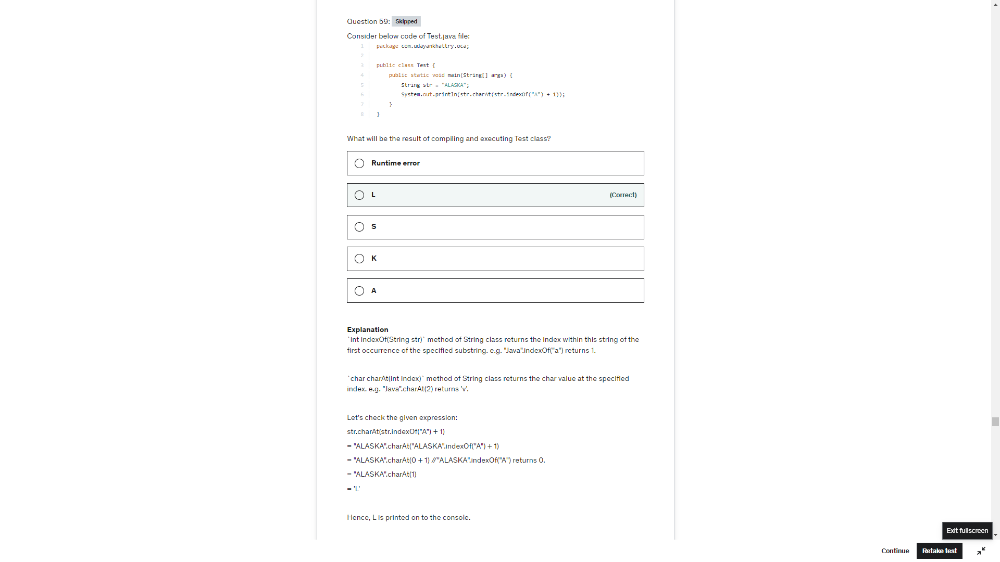 Question 59: Skipped
Consider below code of Test.java file:
1 package com.udayankhattry.oca;
2
3 public class Test {
4 public static void main(String[] args) {
5 String str = "ALASKA";
6 System.out.println(str.charAt(str.indexOf("A") + 1));
7 }
8 }
What will be the result of compiling and executing Test class?
Runtime error
L (Correct)
S
K
A
Explanation
`int indexOf(String str)` method of String class returns the index within this string of the
first occurrence of the specified substring. e.g. "Java".indexOf("a") returns 1.
`char charAt(int index)` method of String class returns the char value at the specified
index. e.g. "Java".charAt(2) returns 'v'.
Let's check the given expression:
str.charAt(str.indexOf("A") + 1)
= "ALASKA".charAt("ALASKA".indexOf("A") + 1)
= "ALASKA".charAt(0 + 1) //"ALASKA".indexOf("A") returns 0.
= "ALASKA".charAt(1)
= 'L'
Hence, L is printed on to the console.
Exit fullscreen
Continue Retake test